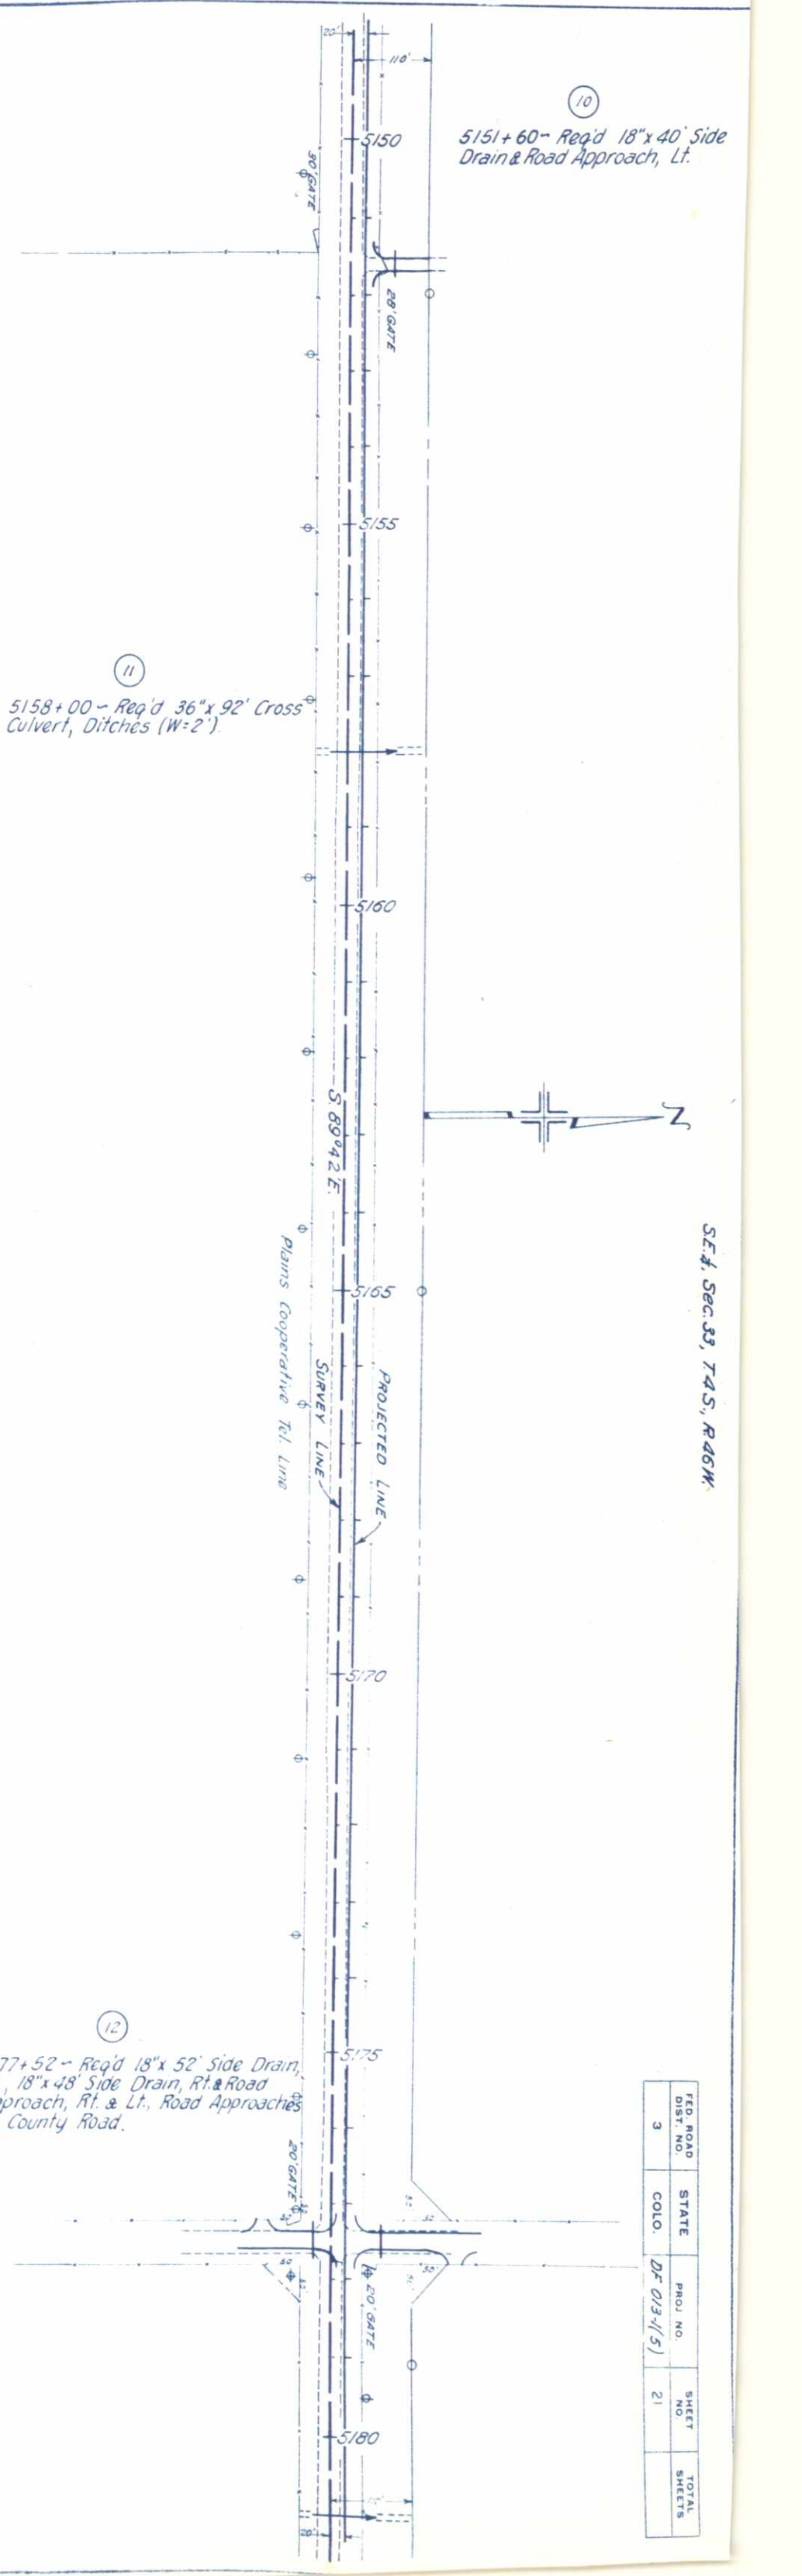 20'
110'
10
5151+60~ Req'd 18"x 40' Side
Drain & Road Approach, Lt.
5150
30' GATE
28' GATE
5155
11
5158+00~ Req'd 36"x 92' Cross
Culvert, Ditches (W=2').
5160
S. 89°42'E.
N
S.E.¼, Sec. 33, T.4S., R.46W.
5165
Plains Cooperative Tel. Line
SURVEY LINE
PROJECTED LINE
5170
12
77+52~ Req'd 18"x 52' Side Drain,
, 18"x 48' Side Drain, Rt. & Road
proach, Rt. & Lt., Road Approaches
County Road.
5175
20' GATE
20' GATE
5180
20'
FED. ROAD DIST. NO.
STATE
PROJ. NO.
SHEET NO.
TOTAL SHEETS
3
COLO.
DF 013-1(5)
21